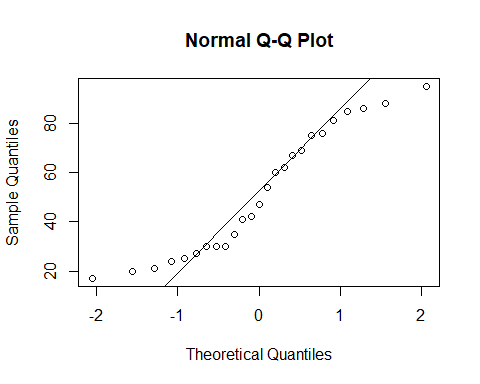 Normal Q-Q Plot
Sample Quantiles
80
60
40
20
-2 -1 0 1 2
Theoretical Quantiles